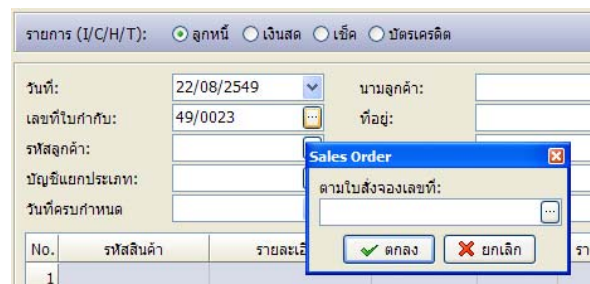 รายการ (I/C/H/T): ลูกหนี้ เงินสด เช็ค บัตรเครดิต
วันที่: 22/08/2549 นามลูกค้า:
เลขที่ใบกำกับ: 49/0023 ที่อยู่:
รหัสลูกค้า:
บัญชีแยกประเภท:
วันที่ครบกำหนด
Sales Order
ตามใบสั่งจองเลขที่:
ตกลง ยกเลิก
No. รหัสสินค้า
1